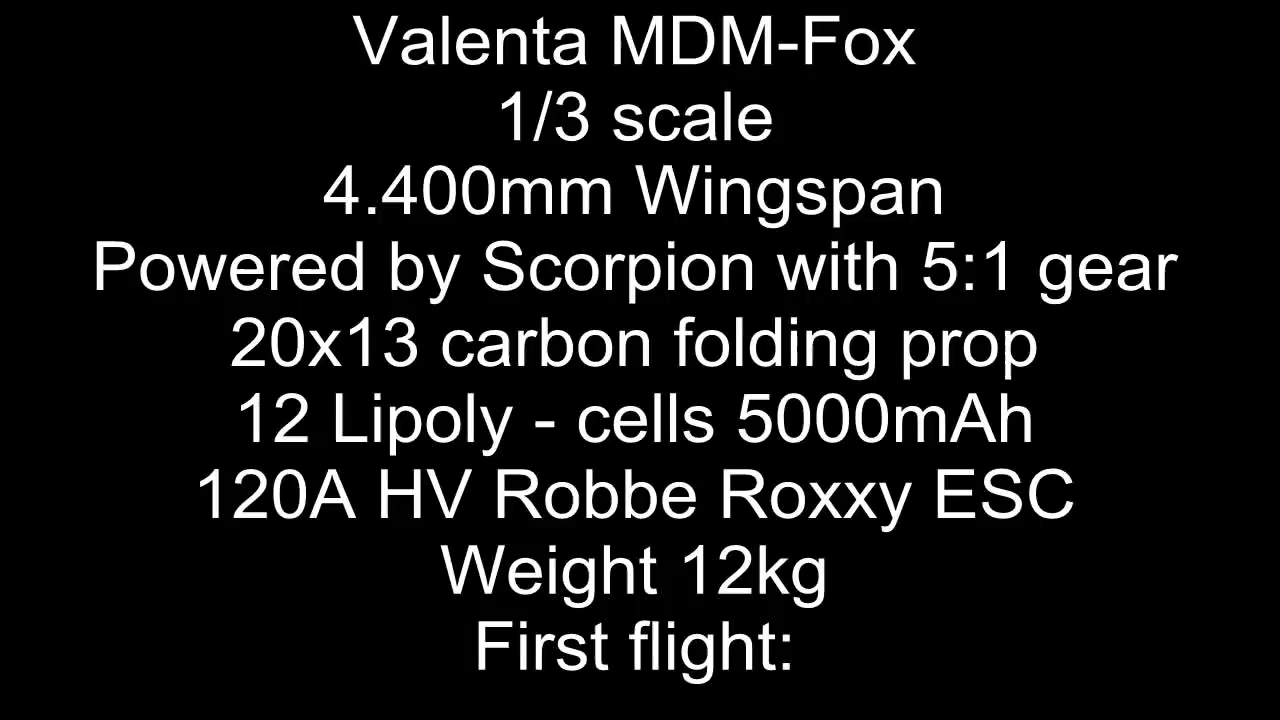 Valenta MDM-Fox
1/3 scale
4.400mm Wingspan
Powered by Scorpion with 5:1 gear
20x13 carbon folding prop
12 Lipoly - cells 5000mAh
120A HV Robbe Roxxy ESC
Weight 12kg
First flight: